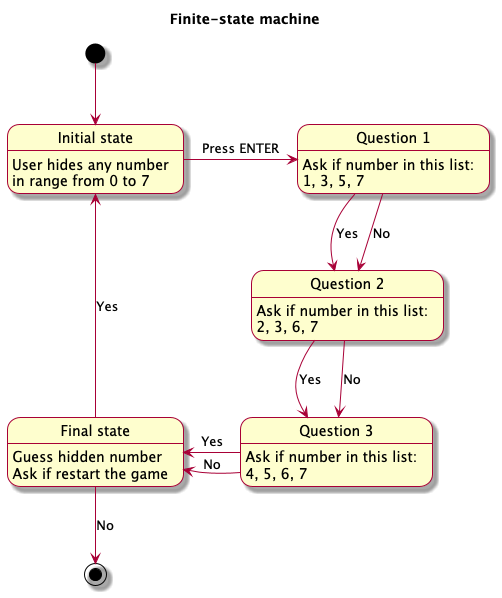 Finite-state machine
Initial state
User hides any number
in range from 0 to 7
Press ENTER
Question 1
Ask if number in this list:
1, 3, 5, 7
Yes
No
Question 2
Ask if number in this list:
2, 3, 6, 7
Yes
Yes
No
Final state
Guess hidden number
Ask if restart the game
Yes
No
Question 3
Ask if number in this list:
4, 5, 6, 7
No